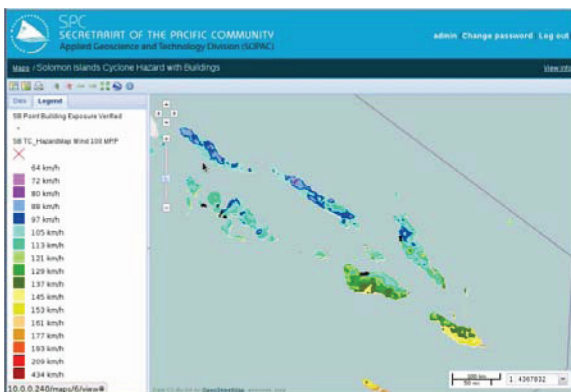 SPC
SECRETARIAT OF THE PACIFIC COMMUNITY
Applied Geoscience and Technology Division (SOPAC)
admin Change password Log out
Maps / Solomon Islands Cyclone Hazard with Buildings
View info
Data Legend
SB Point Building Exposure Verified
SB TC_HazardMap Wind 100 MRP
64 km/h
72 km/h
80 km/h
88 km/h
97 km/h
105 km/h
113 km/h
121 km/h
129 km/h
137 km/h
145 km/h
153 km/h
161 km/h
177 km/h
193 km/h
209 km/h
434 km/h
100 km
50 mi
1 : 4367832
10.0.0.240/maps/6/view#